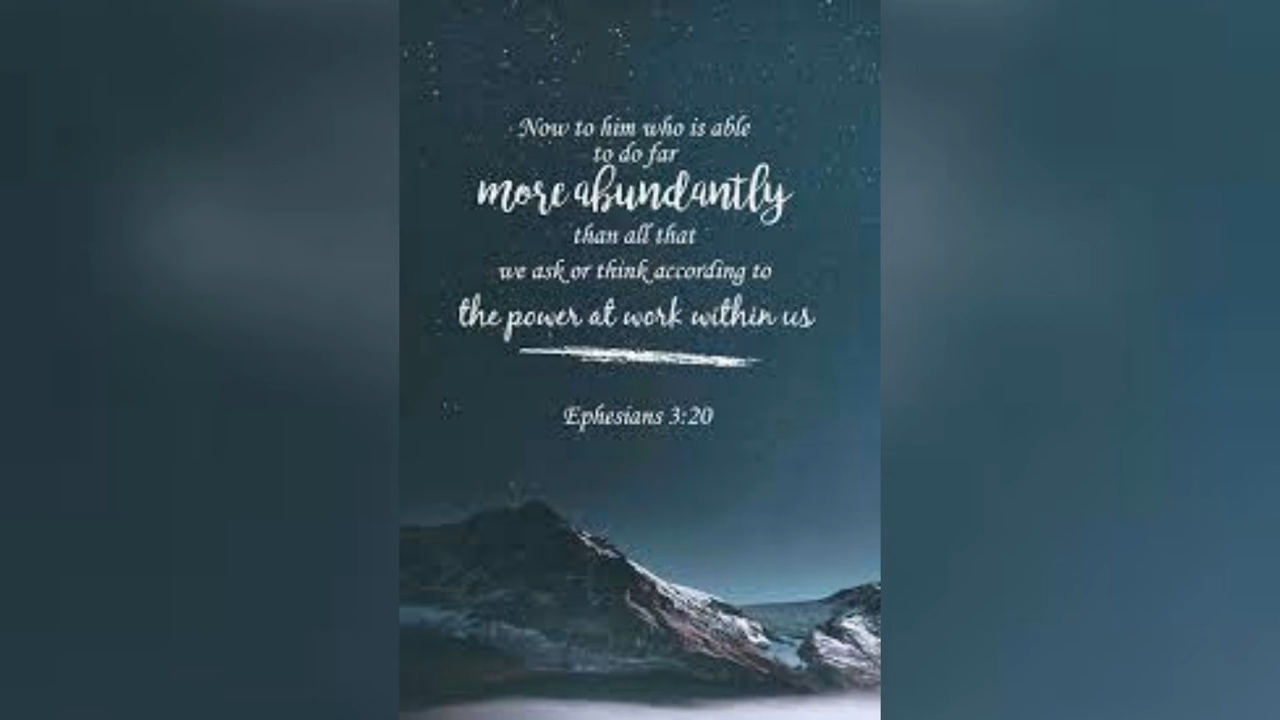 Now to him who is able
to do far
more abundantly
than all that
we ask or think according to
the power at work within us
Ephesians 3:20